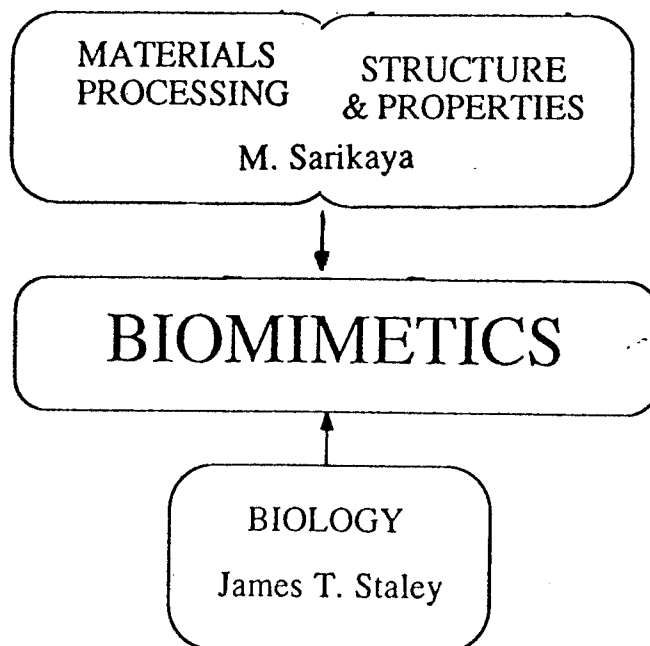 MATERIALS
PROCESSING
STRUCTURE
& PROPERTIES
M. Sarikaya
BIOMIMETICS
BIOLOGY
James T. Staley